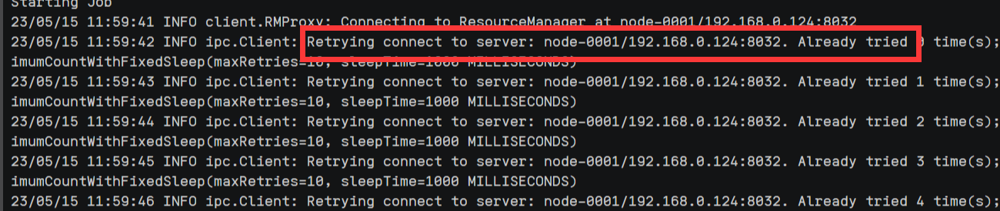 Starting Job
23/05/15 11:59:41 INFO client.RMProxy: Connecting to ResourceManager at node-0001/192.168.0.124:8032
23/05/15 11:59:42 INFO ipc.Client: Retrying connect to server: node-0001/192.168.0.124:8032. Already tried 0 time(s);
imumCountWithFixedSleep(maxRetries=10, sleepTime=1000 MILLISECONDS)
23/05/15 11:59:43 INFO ipc.Client: Retrying connect to server: node-0001/192.168.0.124:8032. Already tried 1 time(s);
imumCountWithFixedSleep(maxRetries=10, sleepTime=1000 MILLISECONDS)
23/05/15 11:59:44 INFO ipc.Client: Retrying connect to server: node-0001/192.168.0.124:8032. Already tried 2 time(s);
imumCountWithFixedSleep(maxRetries=10, sleepTime=1000 MILLISECONDS)
23/05/15 11:59:45 INFO ipc.Client: Retrying connect to server: node-0001/192.168.0.124:8032. Already tried 3 time(s);
imumCountWithFixedSleep(maxRetries=10, sleepTime=1000 MILLISECONDS)
23/05/15 11:59:46 INFO ipc.Client: Retrying connect to server: node-0001/192.168.0.124:8032. Already tried 4 time(s);